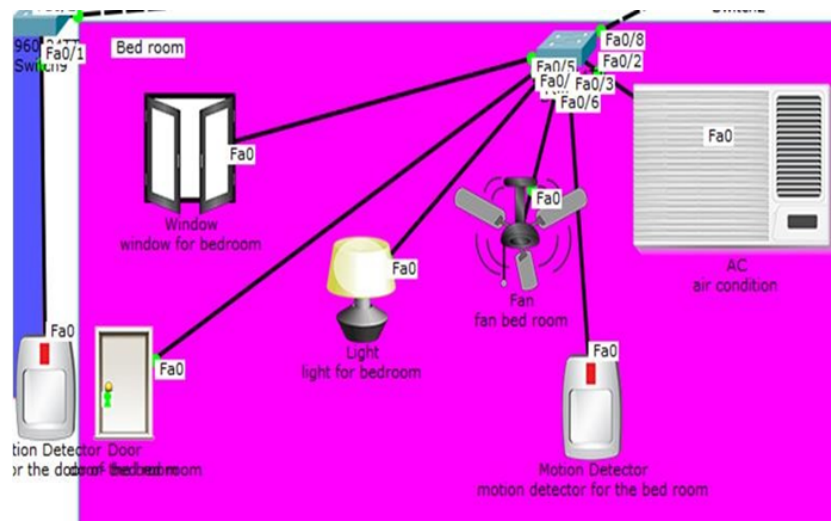 Fa0/1
Bed room
Fa0/8
Fa0/5
Fa0/2
Fa0/
Fa0/3
Fa0/6
Fa0
Fa0
Window
window for bedroom
Fa0
Fa0
AC
air condition
Fan
fan bed room
Fa0
Light
light for bedroom
Fa0
Fa0
Door
Motion Detector
motion detector for the bed room